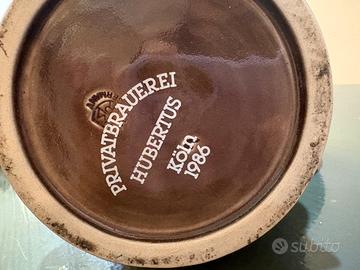 PRIVATBRAUEREI
HUBERTUS
Köln
1986
subito